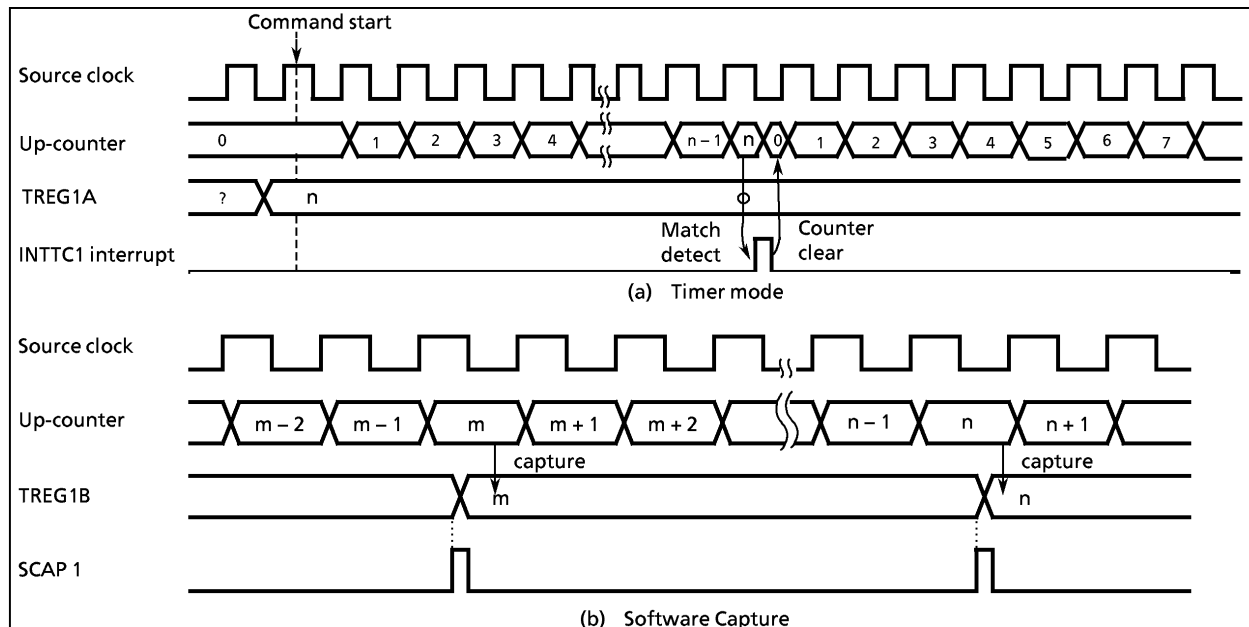 Command start
Source clock
Up-counter 0 1 2 3 4 n – 1 n 0 1 2 3 4 5 6 7
TREG1A ? n
Match detect
Counter clear
INTTC1 interrupt
(a) Timer mode
Source clock
Up-counter m – 2 m – 1 m m + 1 m + 2 n – 1 n n + 1
capture capture
TREG1B m n
SCAP 1
(b) Software Capture